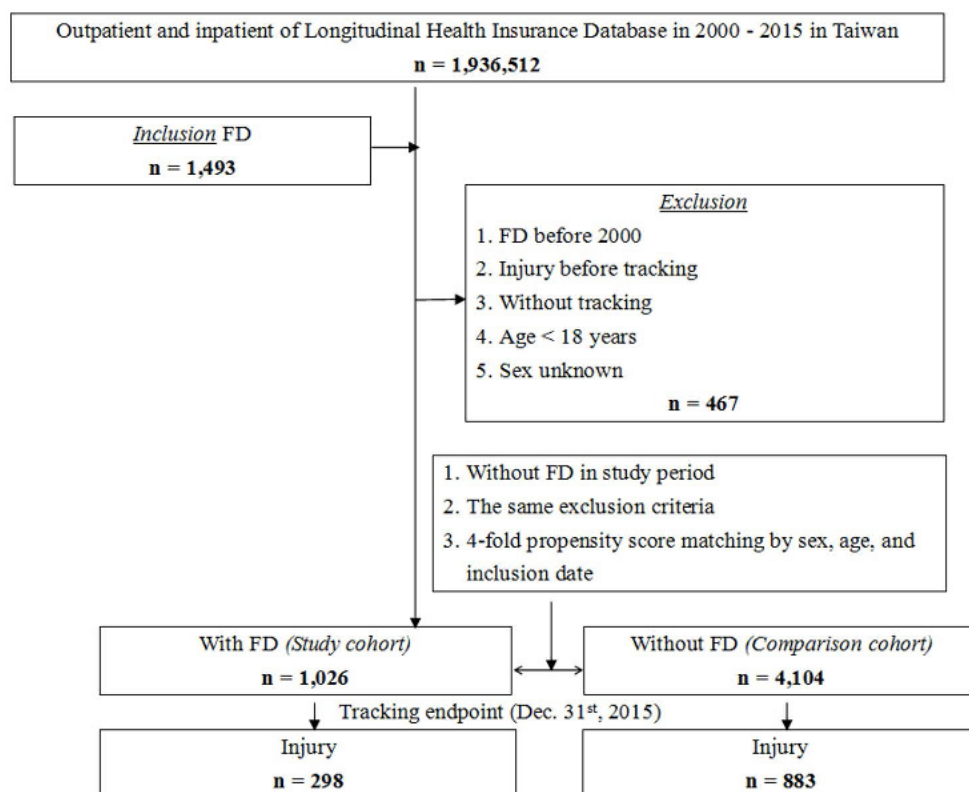 Outpatient and inpatient of Longitudinal Health Insurance Database in 2000 - 2015 in Taiwan
n = 1,936,512
Inclusion FD
n = 1,493
Exclusion
1. FD before 2000
2. Injury before tracking
3. Without tracking
4. Age < 18 years
5. Sex unknown
n = 467
1. Without FD in study period
2. The same exclusion criteria
3. 4-fold propensity score matching by sex, age, and
inclusion date
With FD (Study cohort)
n = 1,026
Without FD (Comparison cohort)
n = 4,104
Tracking endpoint (Dec. 31st, 2015)
Injury
n = 298
Injury
n = 883